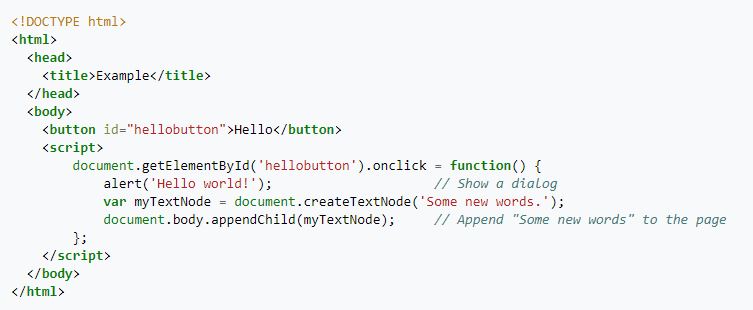 <!DOCTYPE html>
<html>
  <head>
    <title>Example</title>
  </head>
  <body>
    <button id="hellobutton">Hello</button>
    <script>
        document.getElementById('hellobutton').onclick = function() {
            alert('Hello world!');                     // Show a dialog
            var myTextNode = document.createTextNode('Some new words.');
            document.body.appendChild(myTextNode);     // Append "Some new words" to the page
        };
    </script>
  </body>
</html>